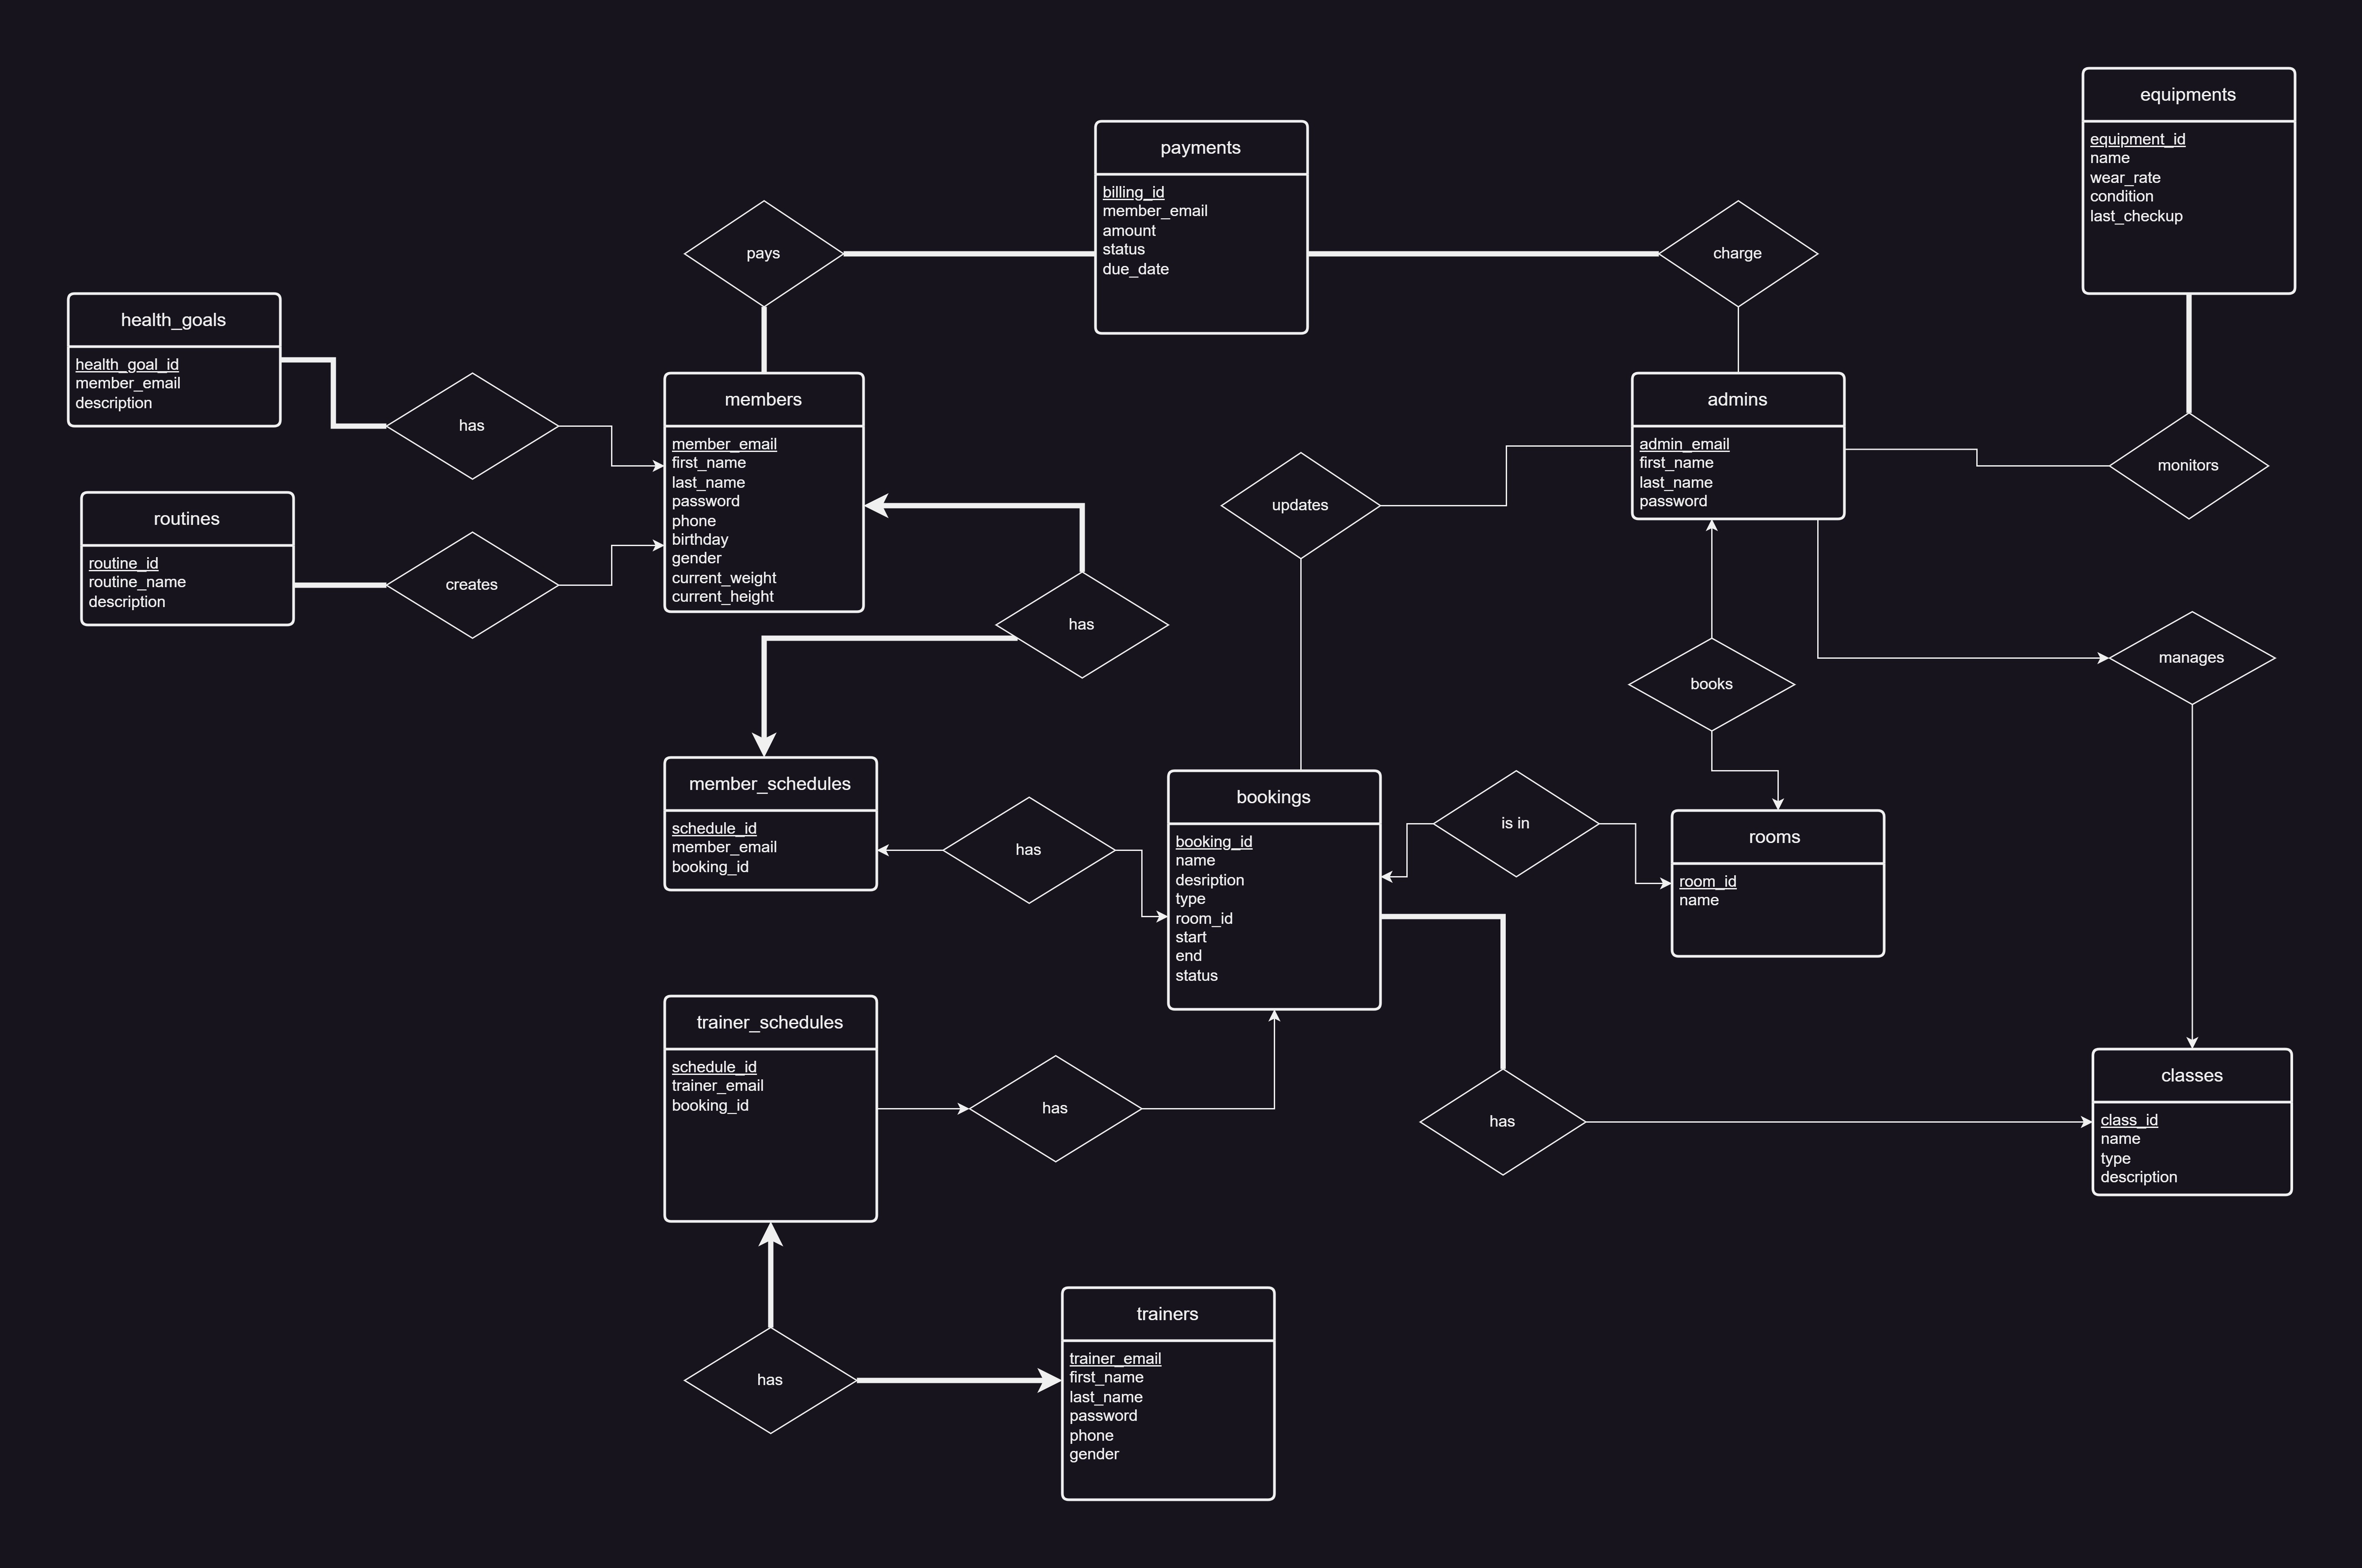 equipments
equipment_id
name
wear_rate
condition
last_checkup
payments
billing_id
member_email
amount
status
due_date
pays
charge
health_goals
health_goal_id
member_email
description
has
members
member_email
first_name
last_name
password
phone
birthday
gender
current_weight
current_height
admins
admin_email
first_name
last_name
password
monitors
updates
routines
routine_id
routine_name
description
creates
has
books
manages
member_schedules
schedule_id
member_email
booking_id
has
bookings
booking_id
name
desription
type
room_id
start
end
status
is in
rooms
room_id
name
trainer_schedules
schedule_id
trainer_email
booking_id
has
has
classes
class_id
name
type
description
has
trainers
trainer_email
first_name
last_name
password
phone
gender